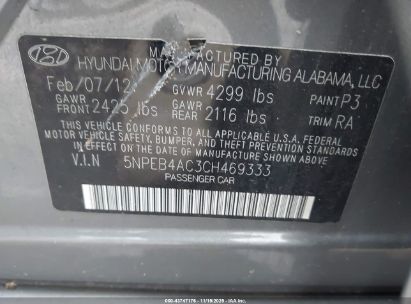 MANUFACTURED BY
HYUNDAI MOTOR MANUFACTURING ALABAMA, LLC
Feb/07/12 GVWR 4299 lbs PAINT P3
GAWR FRONT 2425 lbs GAWR REAR 2116 lbs TRIM RA
THIS VEHICLE CONFORMS TO ALL APPLICABLE U.S.A. FEDERAL
MOTOR VEHICLE SAFETY, BUMPER, AND THEFT PREVENTION STANDARDS
IN EFFECT ON THE DATE OF MANUFACTURE SHOWN ABOVE.
V.I.N 5NPEB4AC3CH469333
PASSENGER CAR